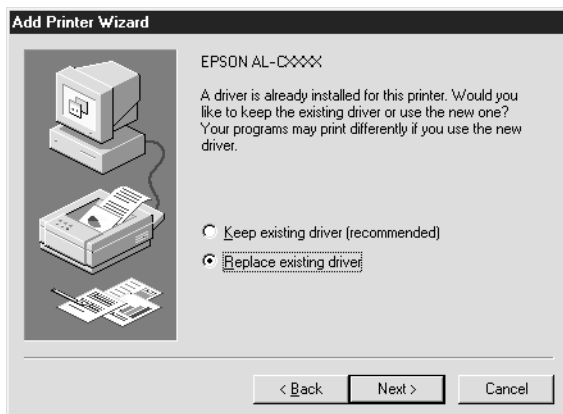 Add Printer Wizard
EPSON AL-CXXXX
A driver is already installed for this printer. Would you
like to keep the existing driver or use the new one?
Your programs may print differently if you use the new
driver.
Keep existing driver (recommended)
Replace existing driver
< Back
Next >
Cancel